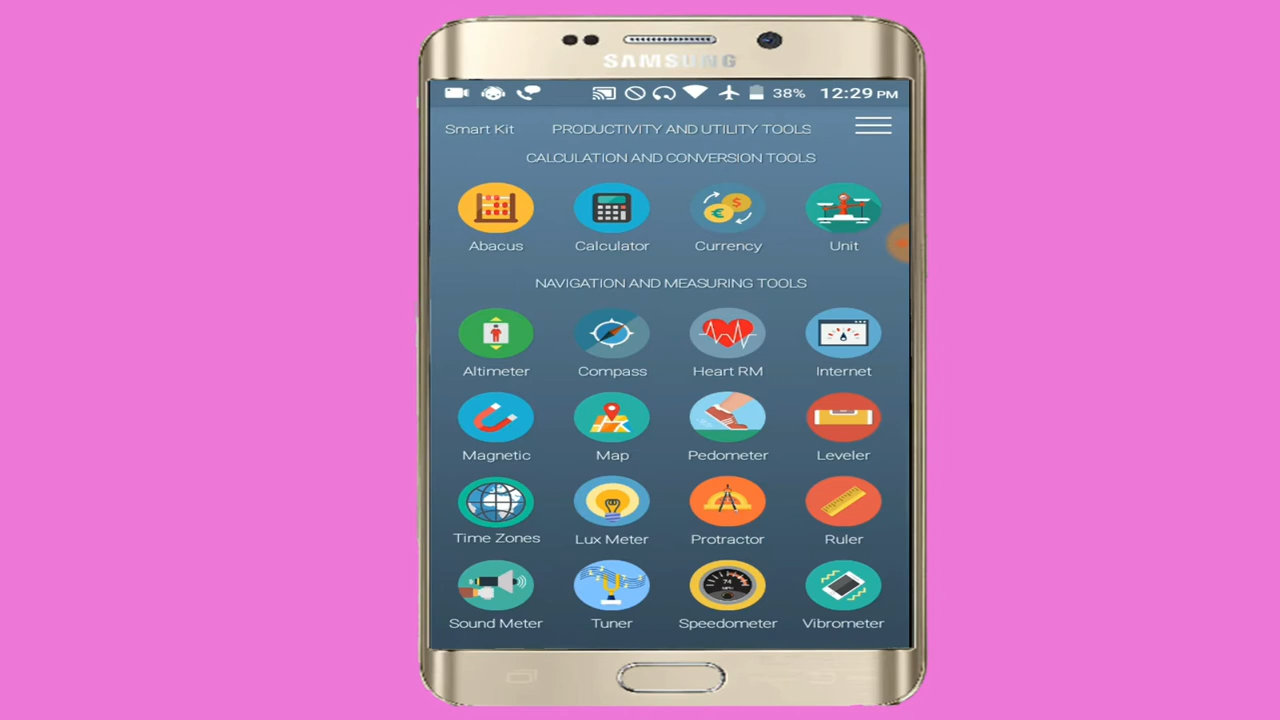 SAMSUNG
38% 12:29 PM
Smart Kit PRODUCTIVITY AND UTILITY TOOLS
CALCULATION AND CONVERSION TOOLS
Abacus Calculator Currency Unit
NAVIGATION AND MEASURING TOOLS
Altimeter Compass Heart RM Internet
Magnetic Map Pedometer Leveler
Time Zones Lux Meter Protractor Ruler
74
Sound Meter Tuner Speedometer Vibrometer